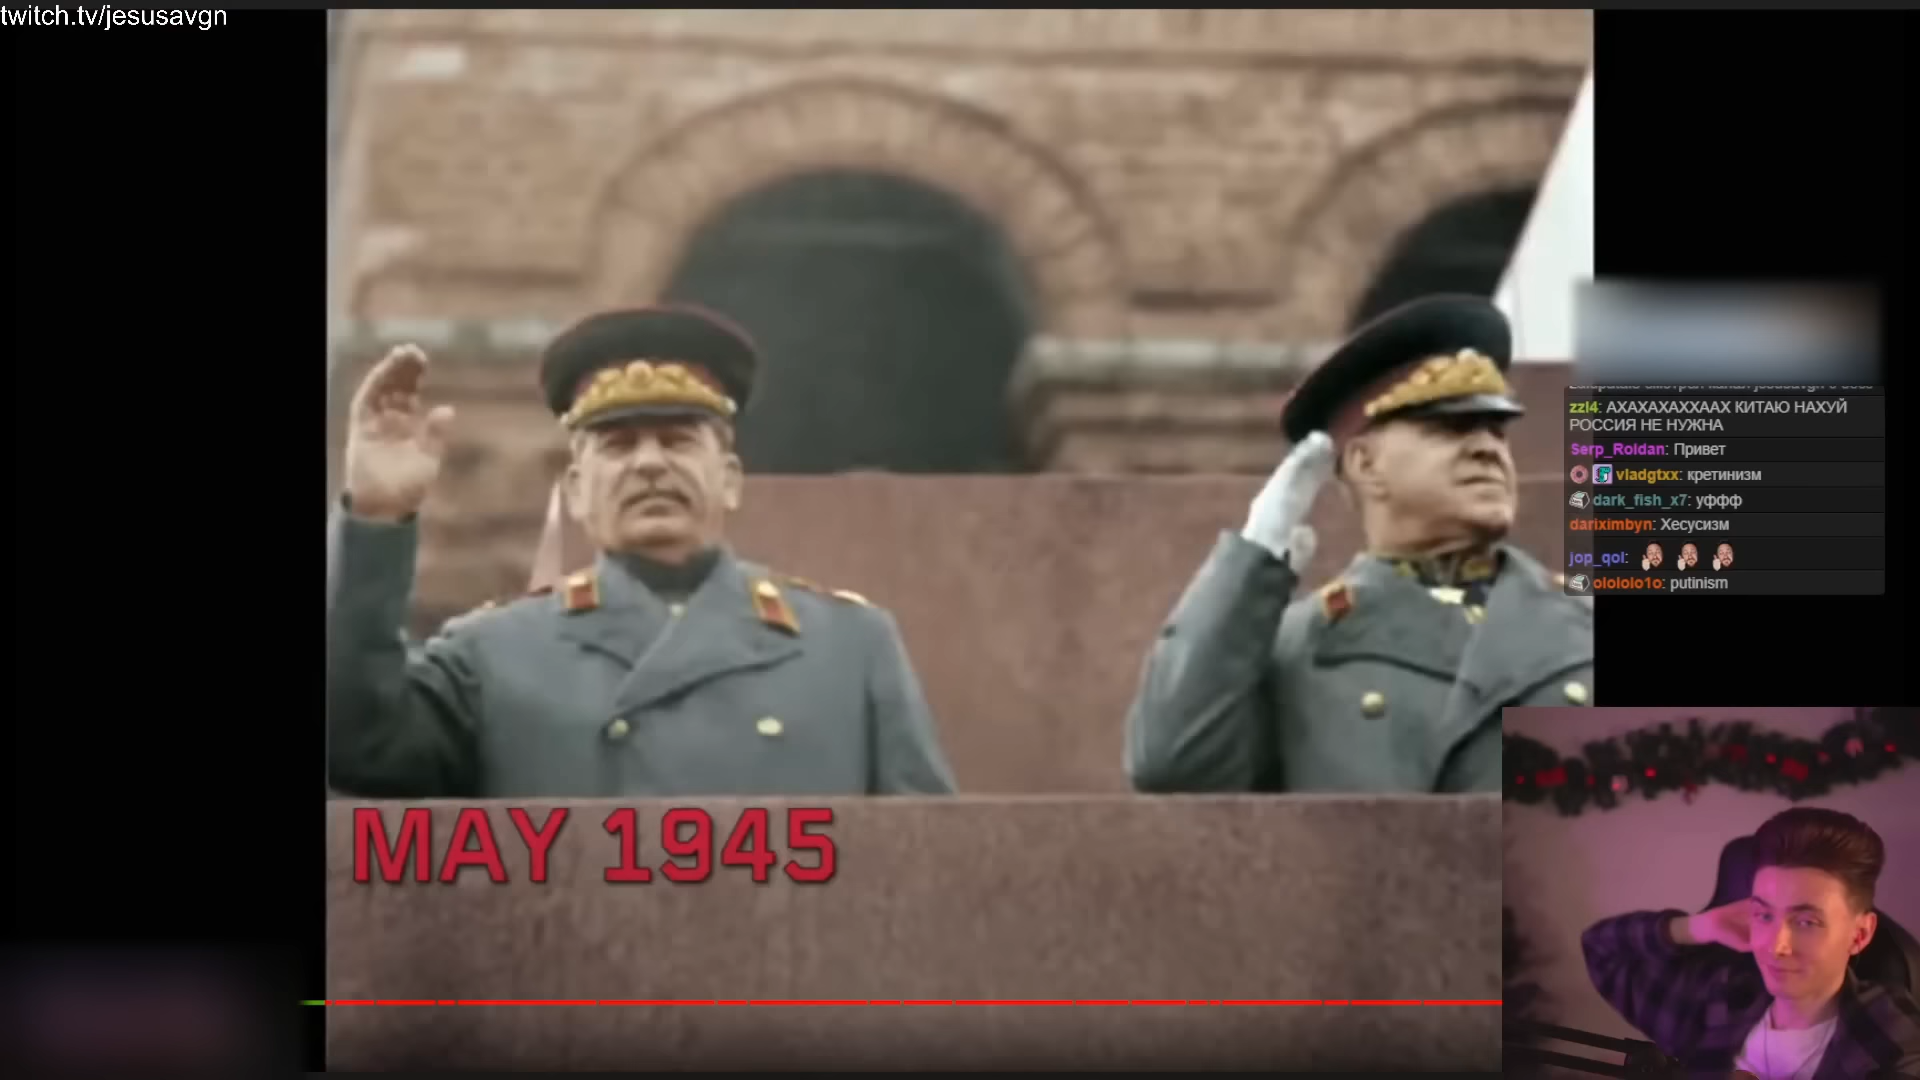 twitch.tv/jesusavgn
zzl4: АХАХАХАХХААХ КИТАЮ НАХУЙ
РОССИЯ НЕ НУЖНА
Serp_Roldan: Привет
vladgtxx: кретинизм
dark_fish_x7: уффф
dariximbyn: Хесусизм
jop_qol:
olololo1o: putinism
MAY 1945